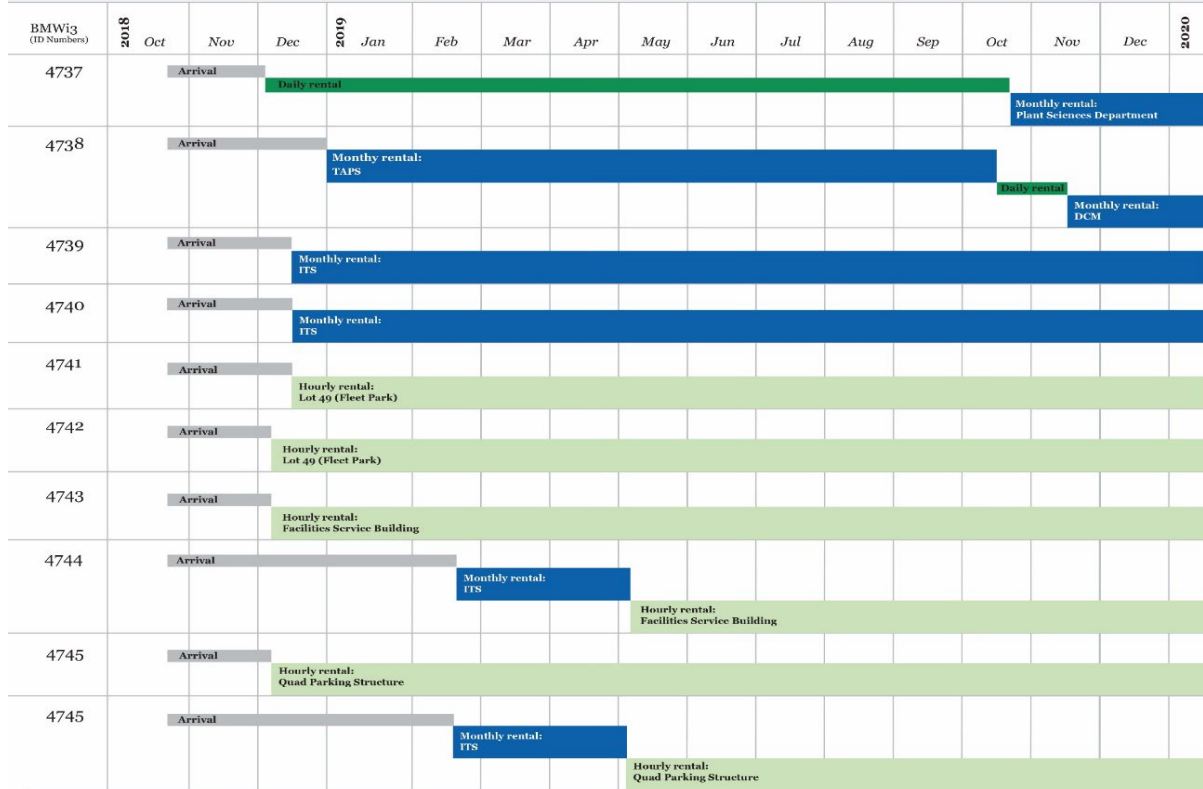 BMWi3 2018 Oct Nov Dec 2019 Jan Feb Mar Apr May Jun Jul Aug Sep Oct Nov Dec 2020
(ID Numbers)
4737
Arrival
Daily rental
Monthly rental:
Plant Sciences Department
4738
Arrival
Monthy rental:
TAPS
Daily rental
Monthly rental:
DCM
4739
Arrival
Monthly rental:
ITS
4740
Arrival
Monthly rental:
ITS
4741
Arrival
Hourly rental:
Lot 49 (Fleet Park)
4742
Arrival
Hourly rental:
Lot 49 (Fleet Park)
4743
Arrival
Hourly rental:
Facilities Service Building
4744
Arrival
Monthly rental:
ITS
Hourly rental:
Facilities Service Building
4745
Arrival
Hourly rental:
Quad Parking Structure
4745
Arrival
Monthly rental:
ITS
Hourly rental:
Quad Parking Structure